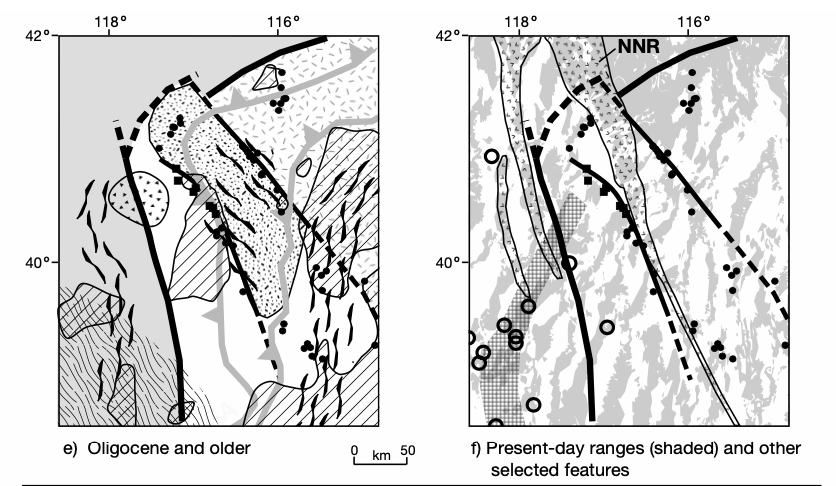 118° 116° 118° 116°
42° 42°
NNR
40° 40°
e) Oligocene and older
0 km 50
f) Present-day ranges (shaded) and other
selected features